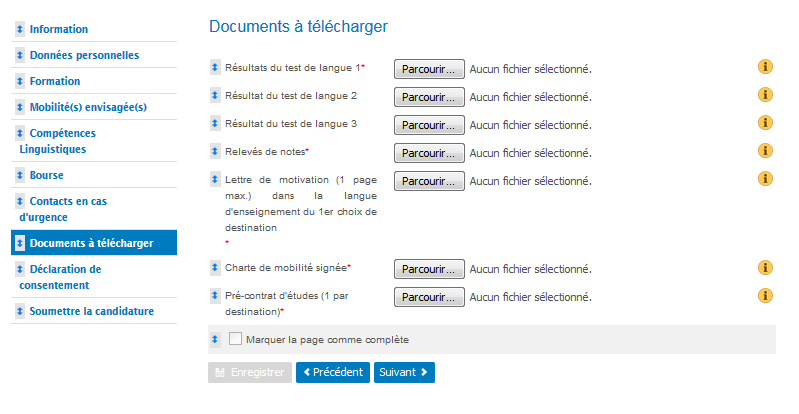 Information
Données personnelles
Formation
Mobilité(s) envisagée(s)
Compétences
Linguistiques
Bourse
Contacts en cas
d'urgence
Documents à télécharger
Déclaration de
consentement
Soumettre la candidature
Documents à télécharger
Résultats du test de langue 1* Parcourir... Aucun fichier sélectionné.
Résultat du test de langue 2 Parcourir... Aucun fichier sélectionné.
Résultat du test de langue 3 Parcourir... Aucun fichier sélectionné.
Relevés de notes* Parcourir... Aucun fichier sélectionné.
Lettre de motivation (1 page Parcourir... Aucun fichier sélectionné.
max.) dans la langue
d'enseignement du 1er choix de
destination
*
Charte de mobilité signée* Parcourir... Aucun fichier sélectionné.
Pré-contrat d'études (1 par Parcourir... Aucun fichier sélectionné.
destination)*
Marquer la page comme complète
Enregistrer Précédent Suivant